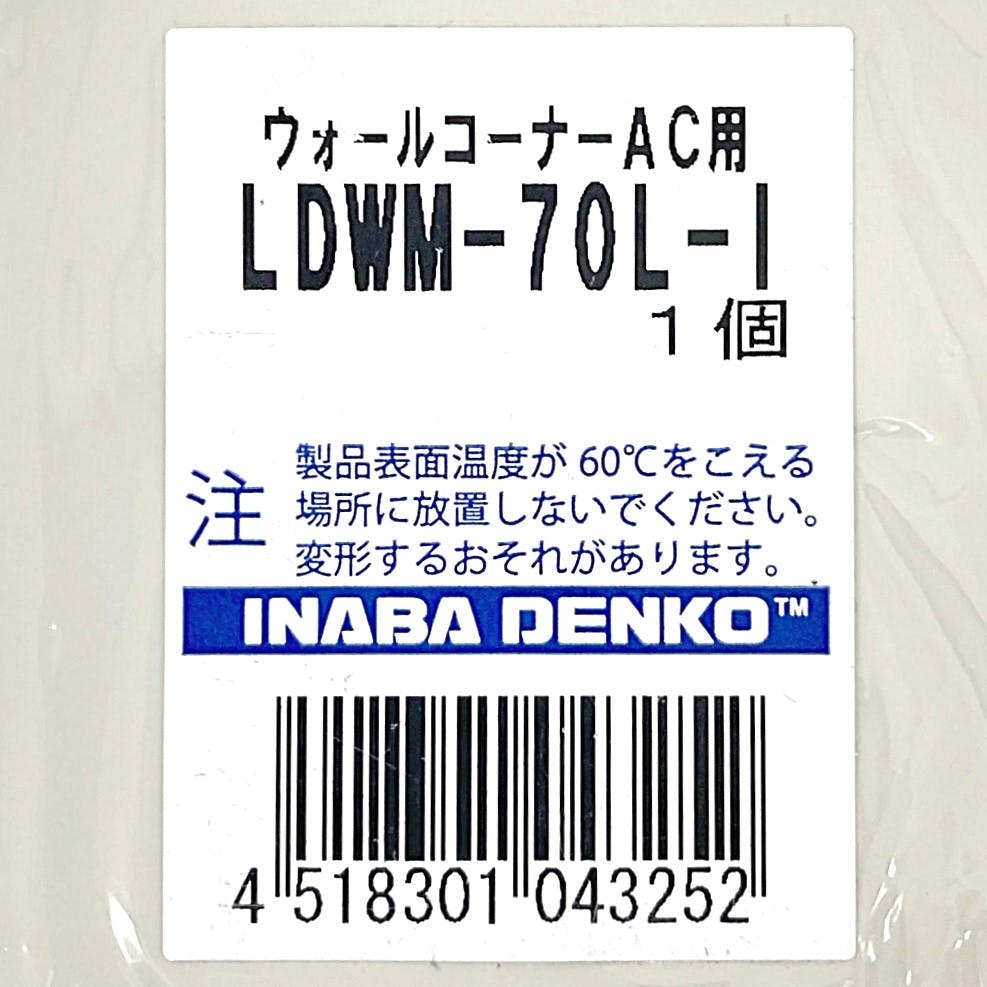 ウォールコーナーAC用
LDWM-70L-I
1個
注
製品表面温度が60℃をこえる
場所に放置しないでください。
変形するおそれがあります。
INABA DENKO™
4 518301 043252